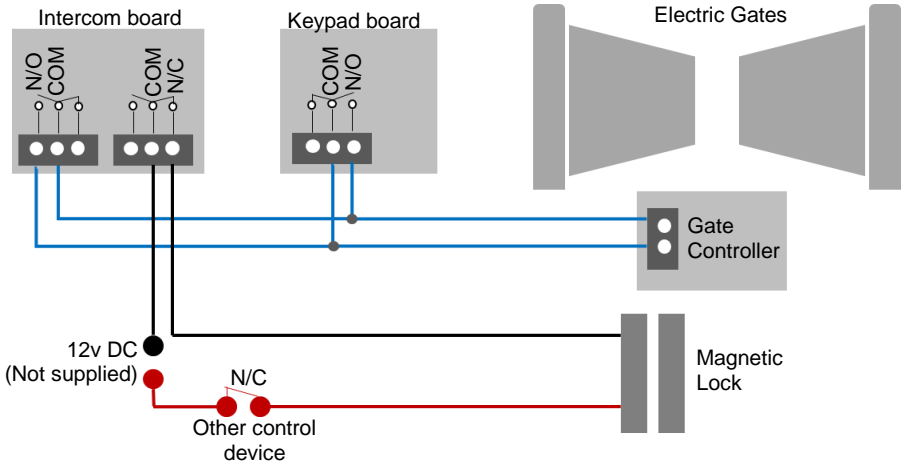 Intercom board
Keypad board
Electric Gates
N/O
COM
COM
N/C
COM
N/O
Gate
Controller
12v DC
(Not supplied)
N/C
Other control
device
Magnetic
Lock